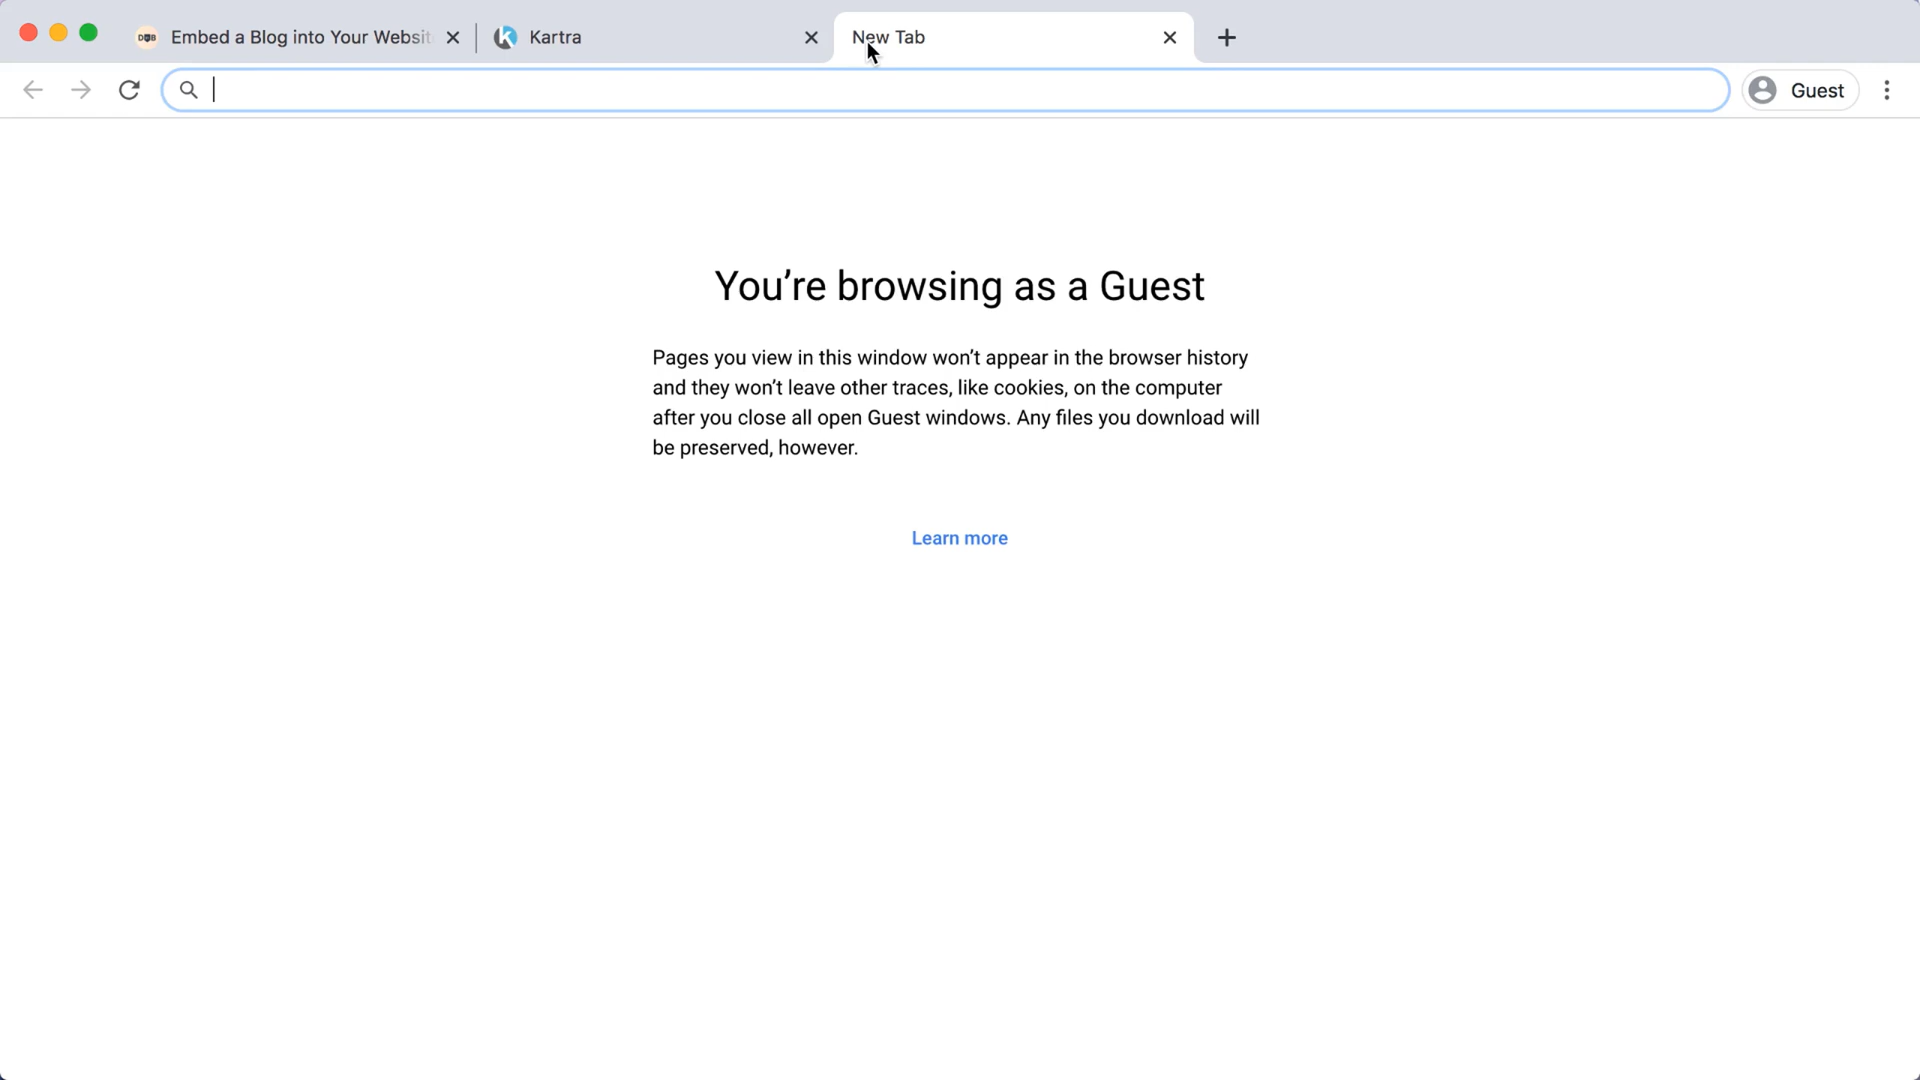 DUB
Embed a Blog into Your Websit
Kartra
New Tab
Guest
You’re browsing as a Guest
Pages you view in this window won’t appear in the browser history
and they won’t leave other traces, like cookies, on the computer
after you close all open Guest windows. Any files you download will
be preserved, however.
Learn more